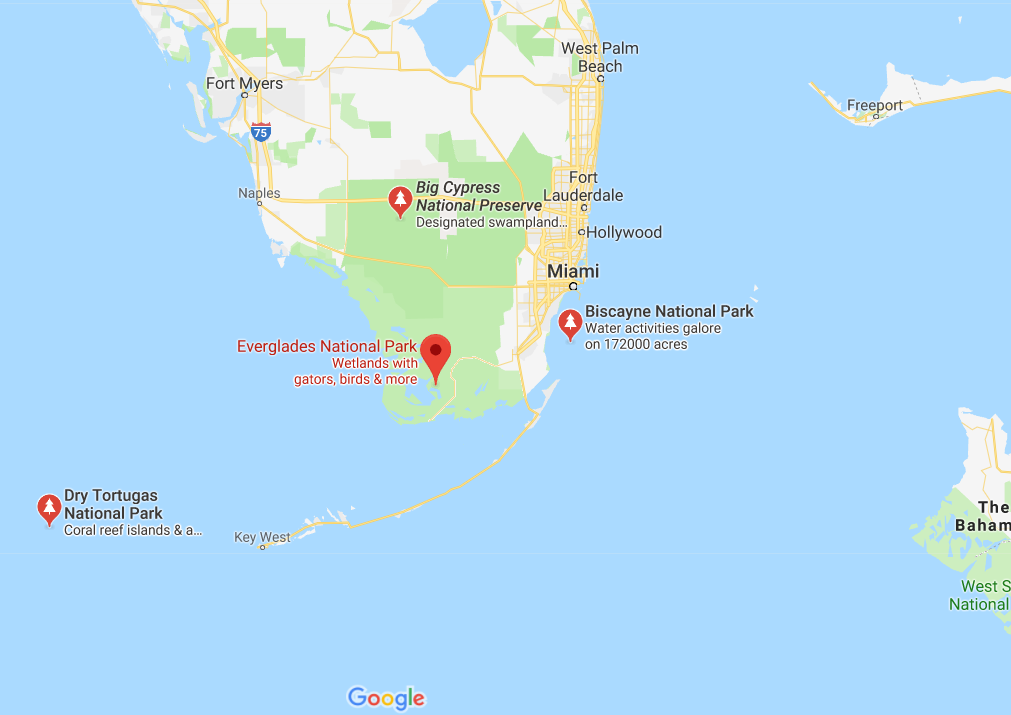 West Palm
Beach
Fort Myers
75
Freeport
Naples
Big Cypress
National Preserve
Designated swampland...
Fort
Lauderdale
Hollywood
Miami
Biscayne National Park
Water activities galore
on 172000 acres
Everglades National Park
Wetlands with
gators, birds & more
Dry Tortugas
National Park
Coral reef islands & a...
Key West
The
Baham
West S
National
Google